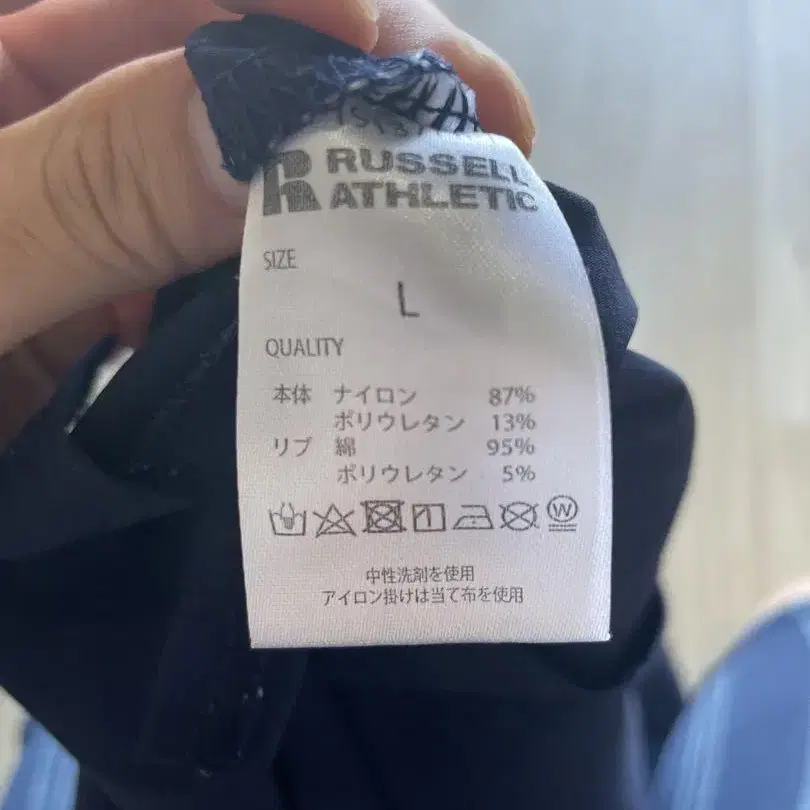 RUSSELL
ATHLETIC
SIZE
L
QUALITY
本体 ナイロン 87%
ポリウレタン 13%
リブ 綿 95%
ポリウレタン 5%
W
中性洗剤を使用
アイロン掛けは当て布を使用